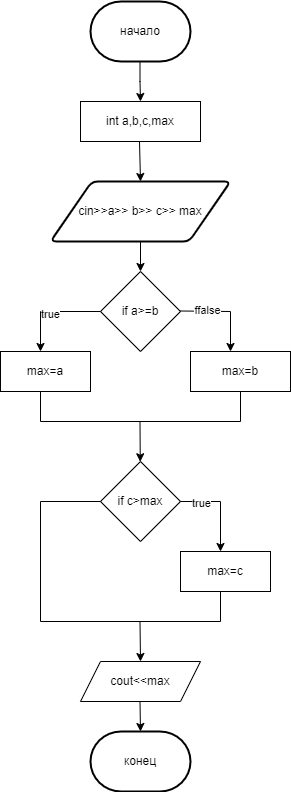 начало
int a,b,c,max
cin>>a>> b>> c>> max
if a>=b
true
ffalse
max=a
max=b
if c>max
true
max=c
cout<<max
конец